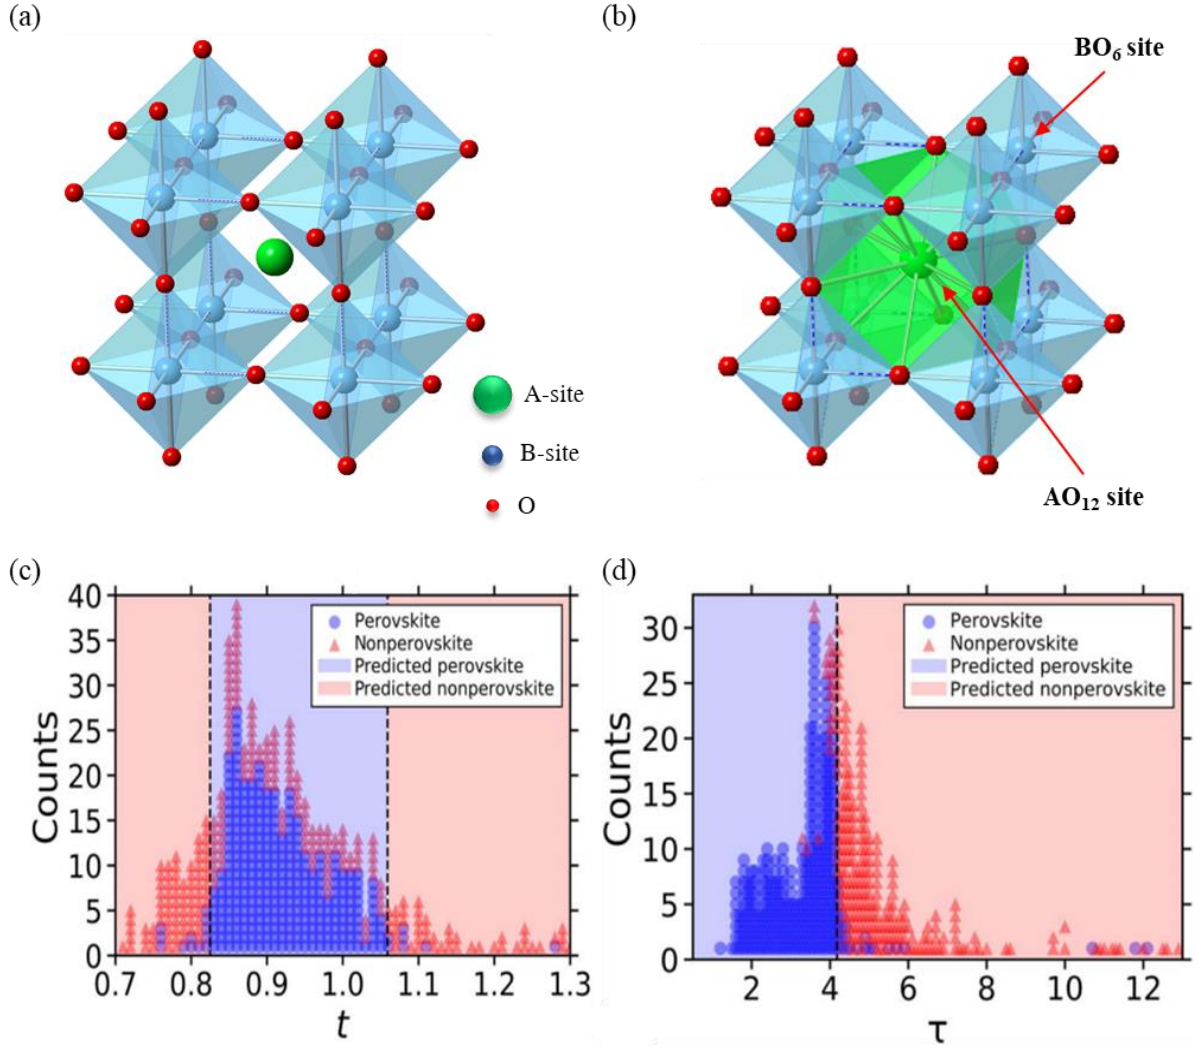 (a)
(b)
BO₆ site
A-site
B-site
O
AO₁₂ site
(c)
(d)
40
35
30
25
20
15
10
5
0
Counts
Perovskite
Nonperovskite
Predicted perovskite
Predicted nonperovskite
0.7 0.8 0.9 1.0 1.1 1.2 1.3
t
30
25
20
15
10
5
0
Counts
Perovskite
Nonperovskite
Predicted perovskite
Predicted nonperovskite
2 4 6 8 10 12
τ